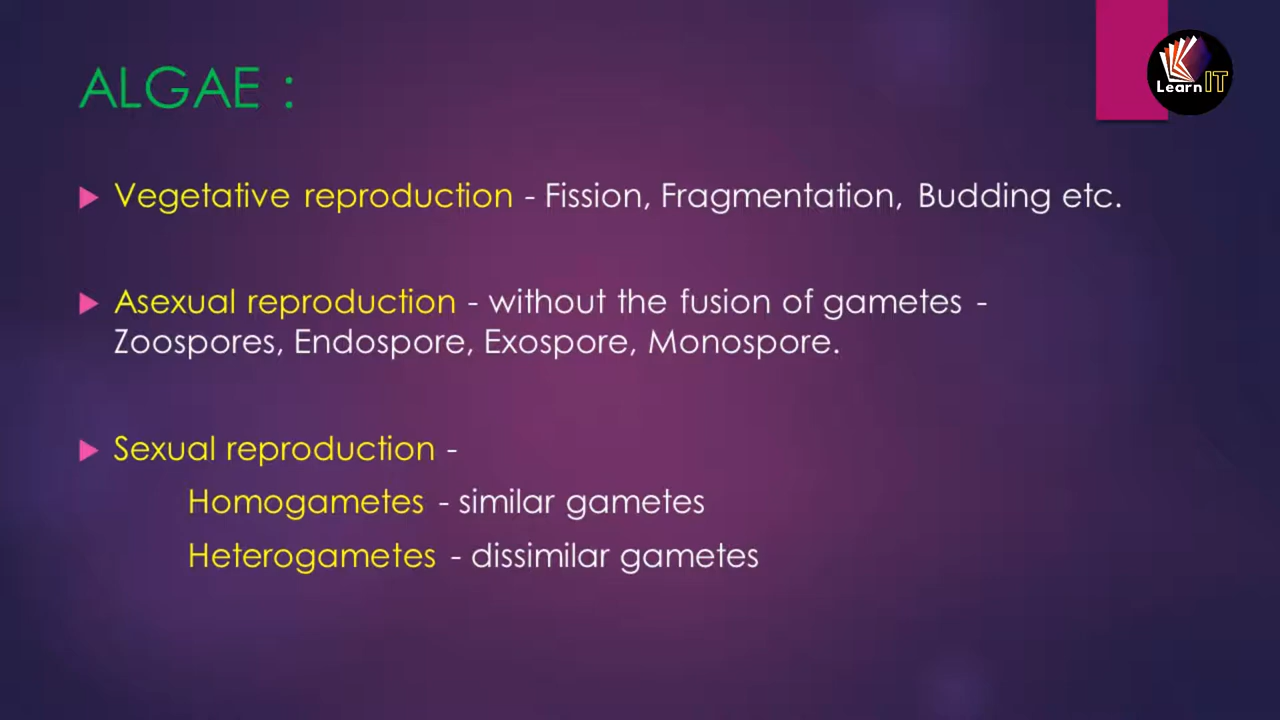 ALGAE :
Learn IT
Vegetative reproduction - Fission, Fragmentation, Budding etc.
Asexual reproduction - without the fusion of gametes -
Zoospores, Endospore, Exospore, Monospore.
Sexual reproduction -
Homogametes - similar gametes
Heterogametes - dissimilar gametes